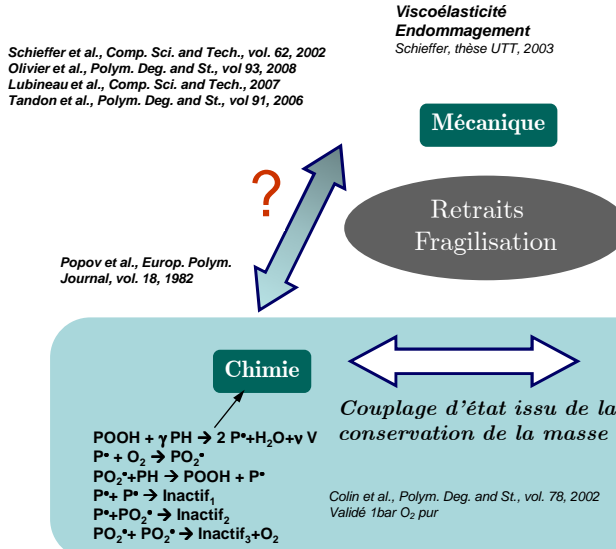 Viscoélasticité
Endommagement
Schieffer, thèse UTT, 2003
Schieffer et al., Comp. Sci. and Tech., vol. 62, 2002
Olivier et al., Polym. Deg. and St., vol 93, 2008
Lubineau et al., Comp. Sci. and Tech., 2007
Tandon et al., Polym. Deg. and St., vol 91, 2006
Mécanique
?
Retraits
Fragilisation
Popov et al., Europ. Polym.
Journal, vol. 18, 1982
Chimie
Couplage d'état issu de la
conservation de la masse
POOH + γ PH → 2 P•+H₂O+ν V
P• + O₂ → PO₂•
PO₂•+PH → POOH + P•
P•+ P• → Inactif₁
P•+PO₂• → Inactif₂
PO₂•+ PO₂• → Inactif₃+O₂
Colin et al., Polym. Deg. and St., vol. 78, 2002
Validé 1bar O₂ pur